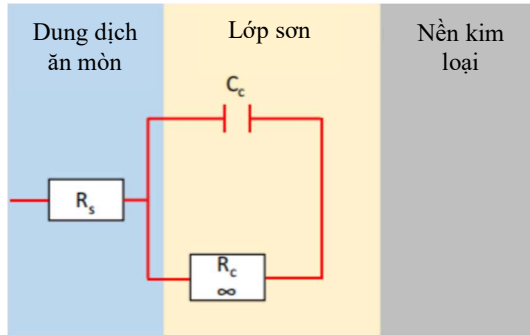 Dung dịch
ăn mòn
Lớp sơn
Nền kim
loại
Cc
Rs
Rc
∞